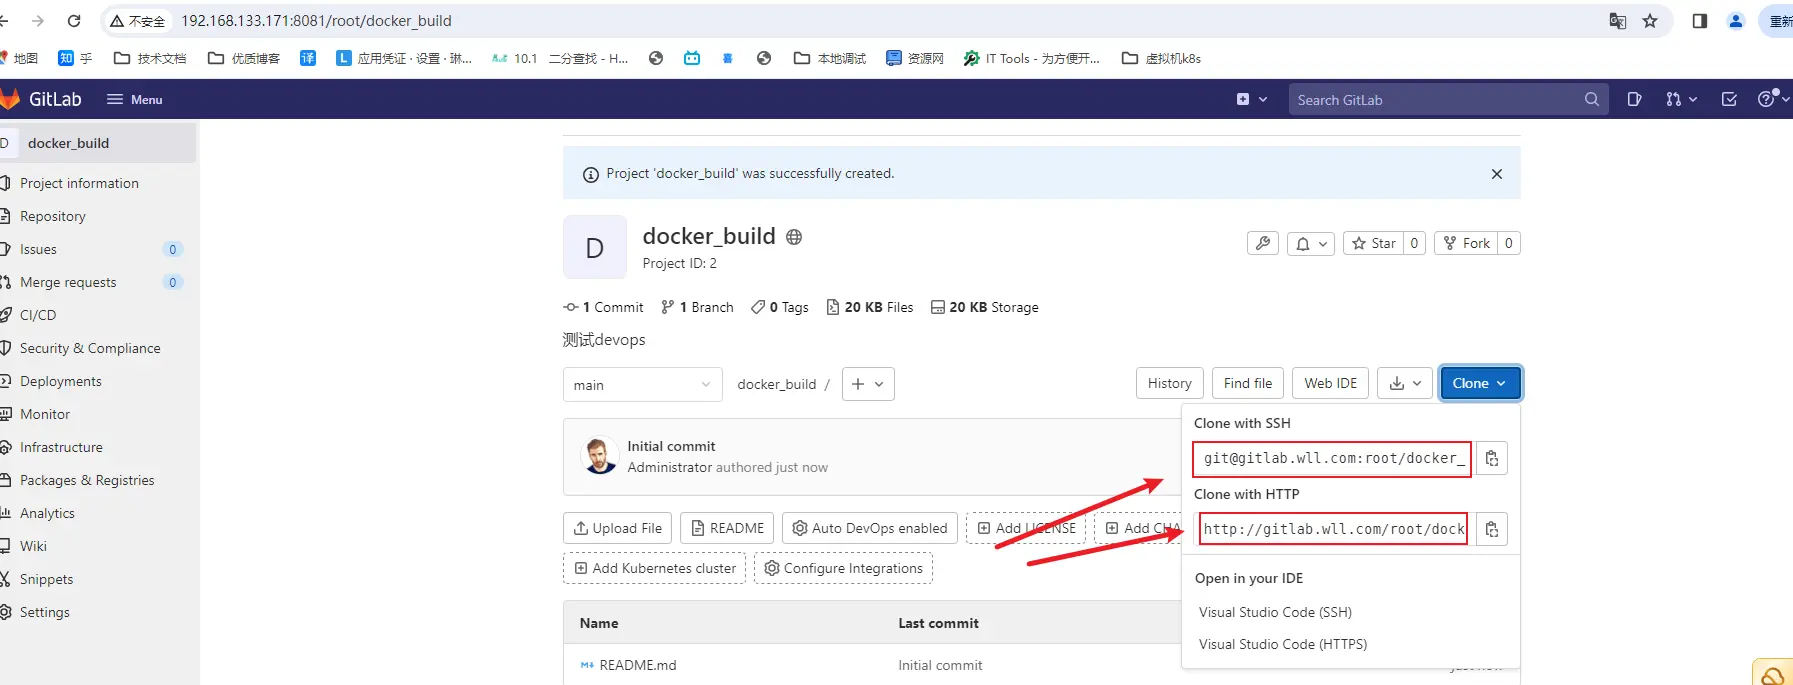 不安全 192.168.133.171:8081/root/docker_build 重新
地图 知 乎 技术文档 优质博客 译 L 应用凭证 · 设置 · 琳... 10.1 二分查找 - H... 本地调试 资源网 IT Tools - 为方便开... 虚拟机k8s
GitLab Menu Search GitLab
D docker_build
Project information
Repository
Issues 0
Merge requests 0
CI/CD
Security & Compliance
Deployments
Monitor
Infrastructure
Packages & Registries
Analytics
Wiki
Snippets
Settings
Project 'docker_build' was successfully created.
D
docker_build
Project ID: 2
Star 0 Fork 0
1 Commit 1 Branch 0 Tags 20 KB Files 20 KB Storage
测试devops
main docker_build / History Find file Web IDE Clone
Initial commit
Administrator authored just now
Upload File README Auto DevOps enabled Add LICENSE Add CHA
Add Kubernetes cluster Configure Integrations
Name Last commit
README.md Initial commit
Clone with SSH
git@gitlab.wll.com:root/docker_
Clone with HTTP
http://gitlab.wll.com/root/dock
Open in your IDE
Visual Studio Code (SSH)
Visual Studio Code (HTTPS)